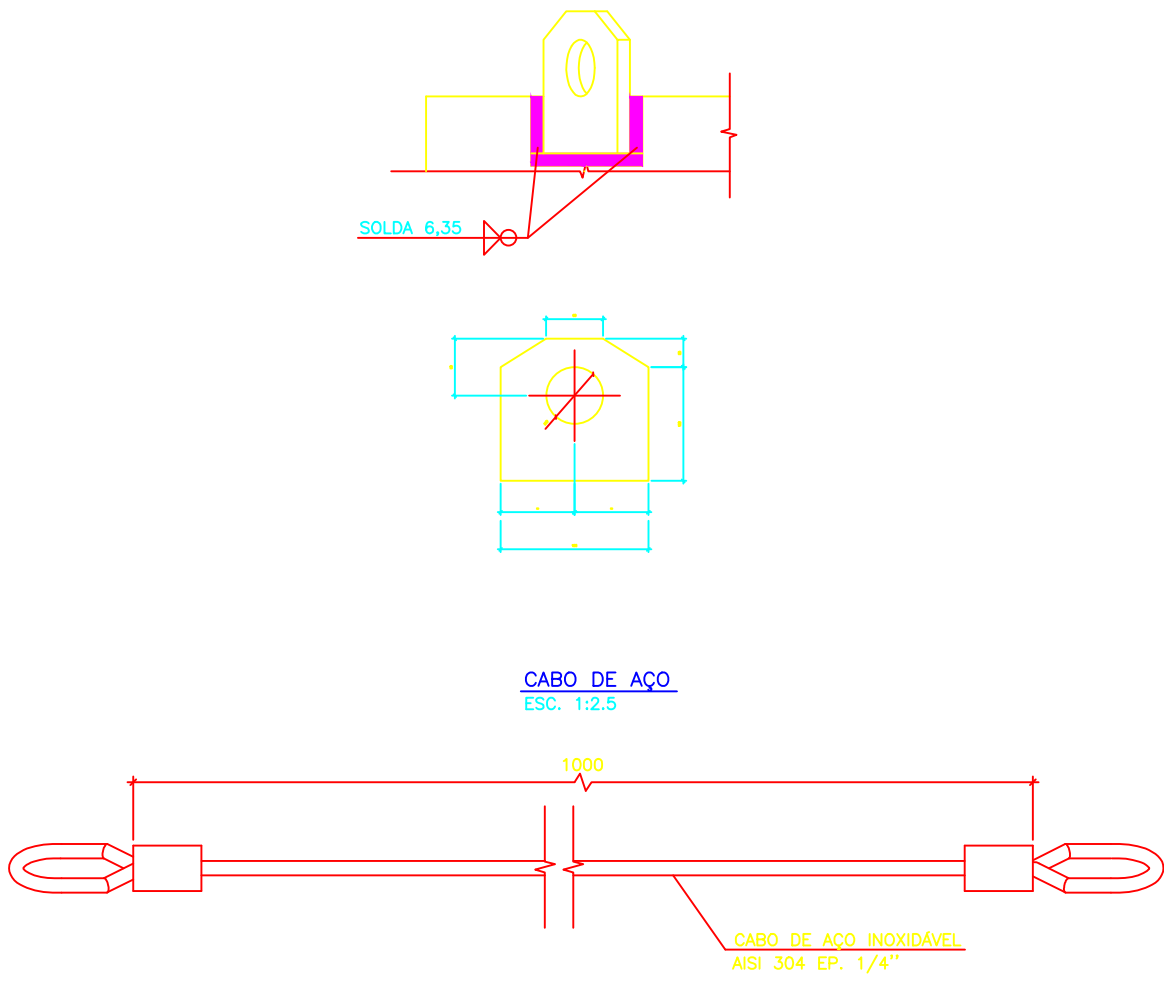 SOLDA 6,35
CABO DE AÇO
ESC. 1:2.5
1000
CABO DE AÇO INOXIDÁVEL
AISI 304 EP. 1/4"